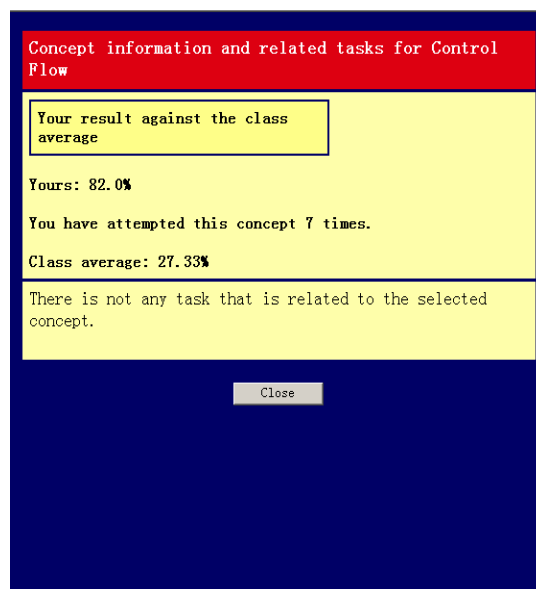 Concept information and related tasks for Control
Flow
Your result against the class
average
Yours: 82.0%
You have attempted this concept 7 times.
Class average: 27.33%
There is not any task that is related to the selected
concept.
Close